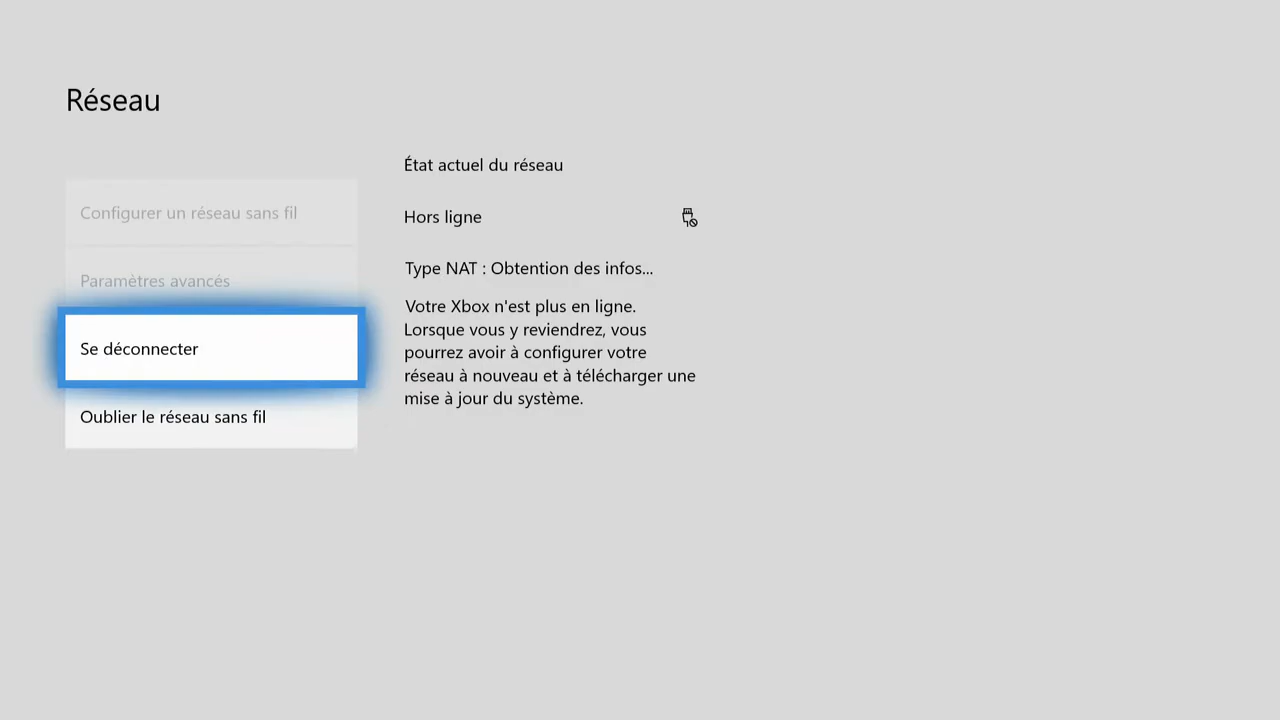 Réseau
Configurer un réseau sans fil
Paramètres avancés
Se déconnecter
Oublier le réseau sans fil
État actuel du réseau
Hors ligne
Type NAT : Obtention des infos...
Votre Xbox n'est plus en ligne.
Lorsque vous y reviendrez, vous
pourrez avoir à configurer votre
réseau à nouveau et à télécharger une
mise à jour du système.